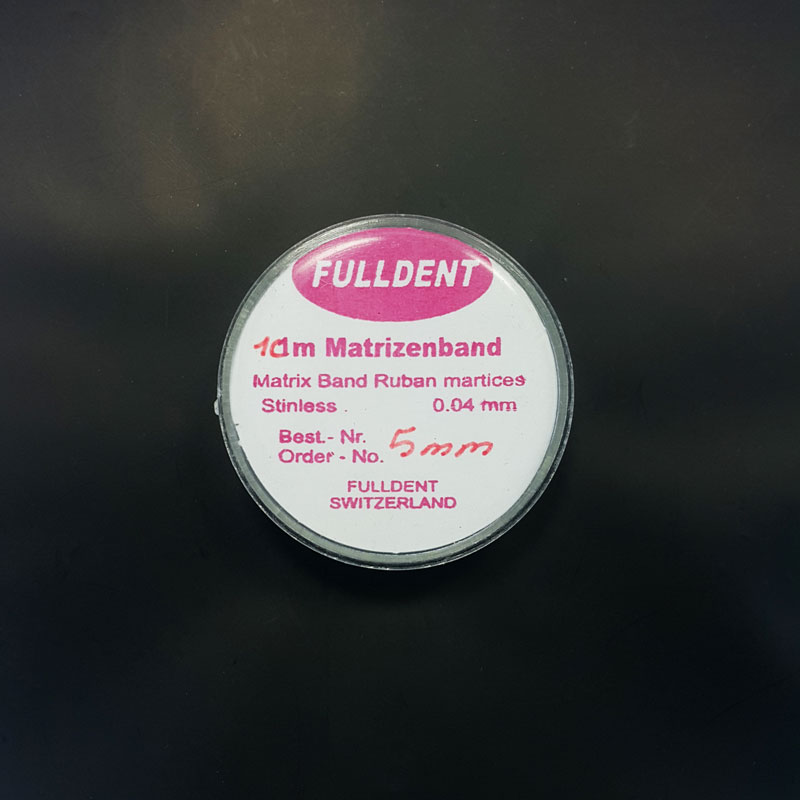 FULLDENT
10m Matrizenband
Matrix Band Ruban martices
Stinless . 0.04 mm
Best.- Nr.
Order - No. 5mm
FULLDENT
SWITZERLAND